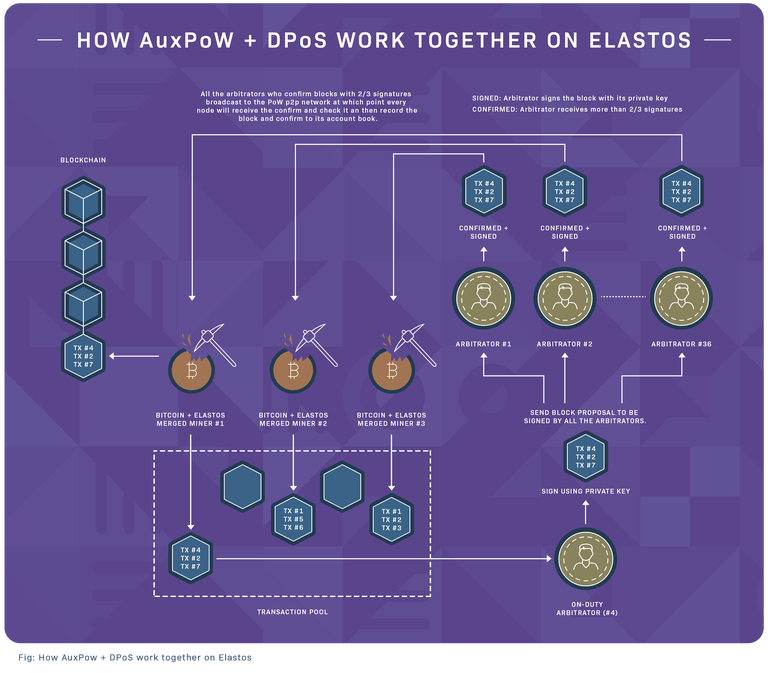 HOW AuxPoW + DPoS WORK TOGETHER ON ELASTOS
All the arbitrators who confirm blocks with 2/3 signatures
broadcast to the PoW p2p network at which point every
node will receive the confirm and check it an then record the
block and confirm to its account book.
SIGNED: Arbitrator signs the block with its private key
CONFIRMED: Arbitrator receives more than 2/3 signatures
BLOCKCHAIN
TX #4
TX #2
TX #7
TX #4
TX #2
TX #7
TX #4
TX #2
TX #7
CONFIRMED +
SIGNED
CONFIRMED +
SIGNED
CONFIRMED +
SIGNED
ARBITRATOR #1
ARBITRATOR #2
ARBITRATOR #36
TX #4
TX #2
TX #7
BITCOIN + ELASTOS
MERGED MINER #1
BITCOIN + ELASTOS
MERGED MINER #2
BITCOIN + ELASTOS
MERGED MINER #3
SEND BLOCK PROPOSAL TO BE
SIGNED BY ALL THE ARBITRATORS.
TX #4
TX #2
TX #7
SIGN USING PRIVATE KEY
TX #1
TX #5
TX #6
TX #1
TX #2
TX #3
TX #4
TX #2
TX #7
TRANSACTION POOL
ON-DUTY
ARBITRATOR (#4)
Fig: How AuxPow + DPoS work together on Elastos